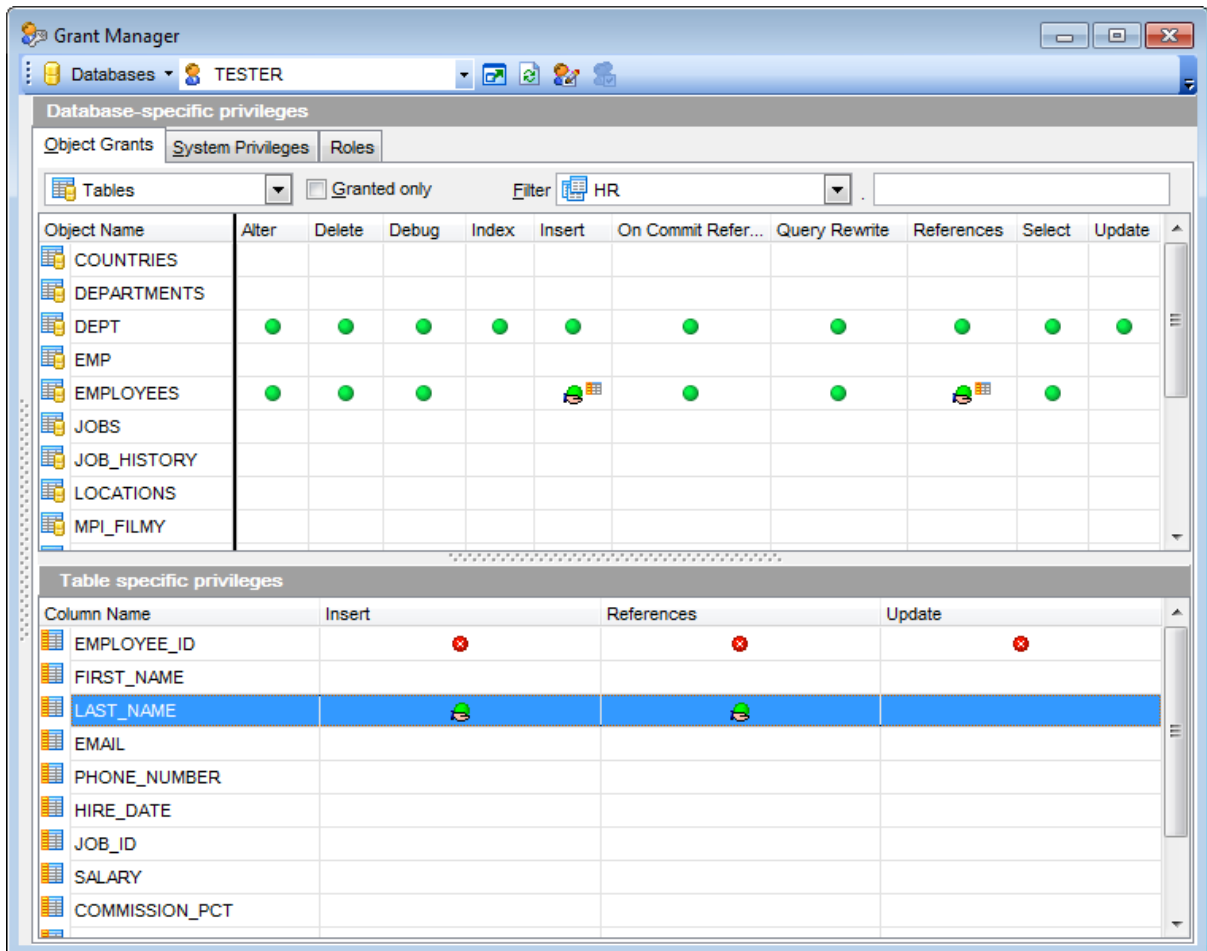 Grant Manager
Databases TESTER
Database-specific privileges
Object Grants System Privileges Roles
Tables Granted only Filter HR .
Object Name Alter Delete Debug Index Insert On Commit Refer... Query Rewrite References Select Update
COUNTRIES
DEPARTMENTS
DEPT
EMP
EMPLOYEES
JOBS
JOB_HISTORY
LOCATIONS
MPI_FILMY
Table specific privileges
Column Name Insert References Update
EMPLOYEE_ID
FIRST_NAME
LAST_NAME
EMAIL
PHONE_NUMBER
HIRE_DATE
JOB_ID
SALARY
COMMISSION_PCT